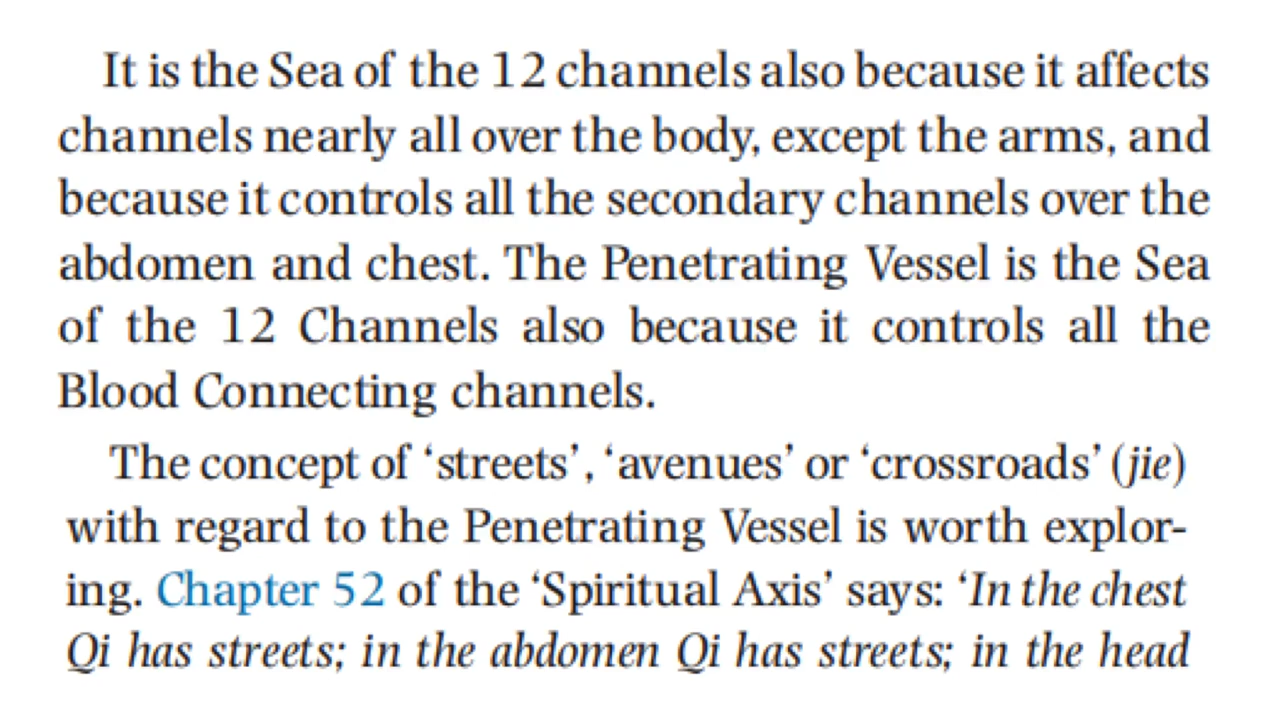 It is the Sea of the 12 channels also because it affects
channels nearly all over the body, except the arms, and
because it controls all the secondary channels over the
abdomen and chest. The Penetrating Vessel is the Sea
of the 12 Channels also because it controls all the
Blood Connecting channels.
The concept of ‘streets’, ‘avenues’ or ‘crossroads’ (jie)
with regard to the Penetrating Vessel is worth explor-
ing. Chapter 52 of the ‘Spiritual Axis’ says: ‘In the chest
Qi has streets; in the abdomen Qi has streets; in the head